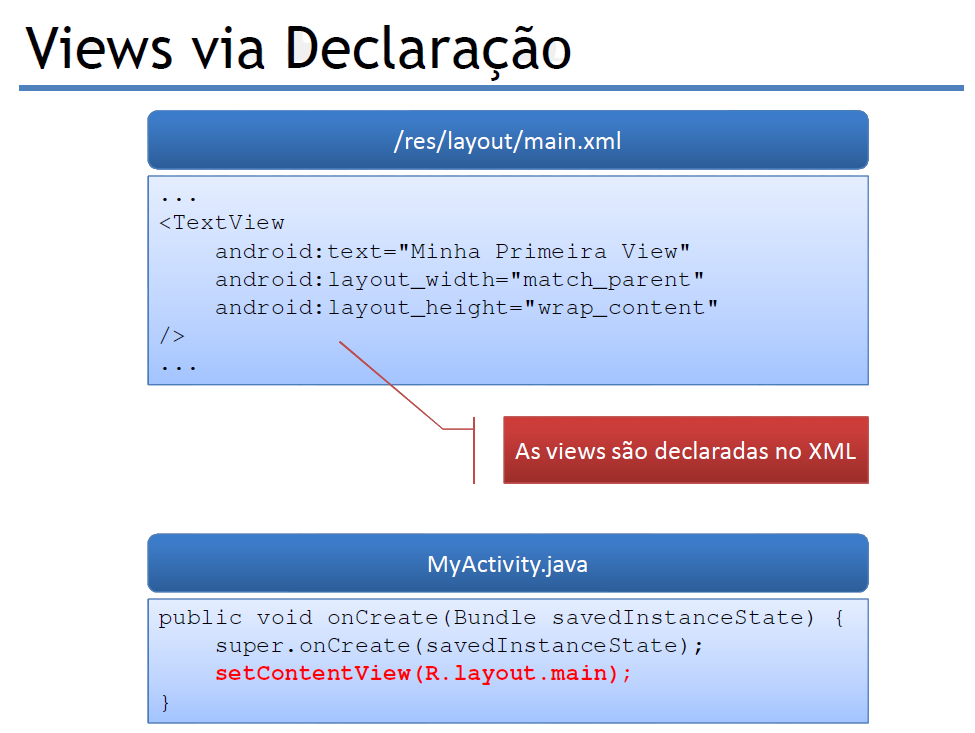 Views via Declaração
/res/layout/main.xml
...
<TextView
android:text="Minha Primeira View"
android:layout_width="match_parent"
android:layout_height="wrap_content"
/>
...
As views são declaradas no XML
MyActivity.java
public void onCreate(Bundle savedInstanceState) {
super.onCreate(savedInstanceState);
setContentView(R.layout.main);
}